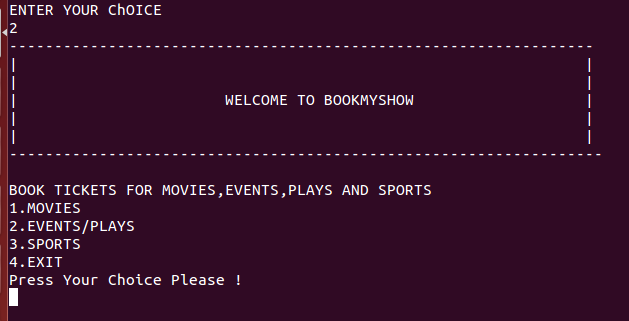 ENTER YOUR ChOICE
2
-----------------------------------------------------------------
|                                                               |
|                                                               |
|                       WELCOME TO BOOKMYSHOW                   |
|                                                               |
|                                                               |
------------------------------------------------------------------
BOOK TICKETS FOR MOVIES,EVENTS,PLAYS AND SPORTS
1.MOVIES
2.EVENTS/PLAYS
3.SPORTS
4.EXIT
Press Your Choice Please !